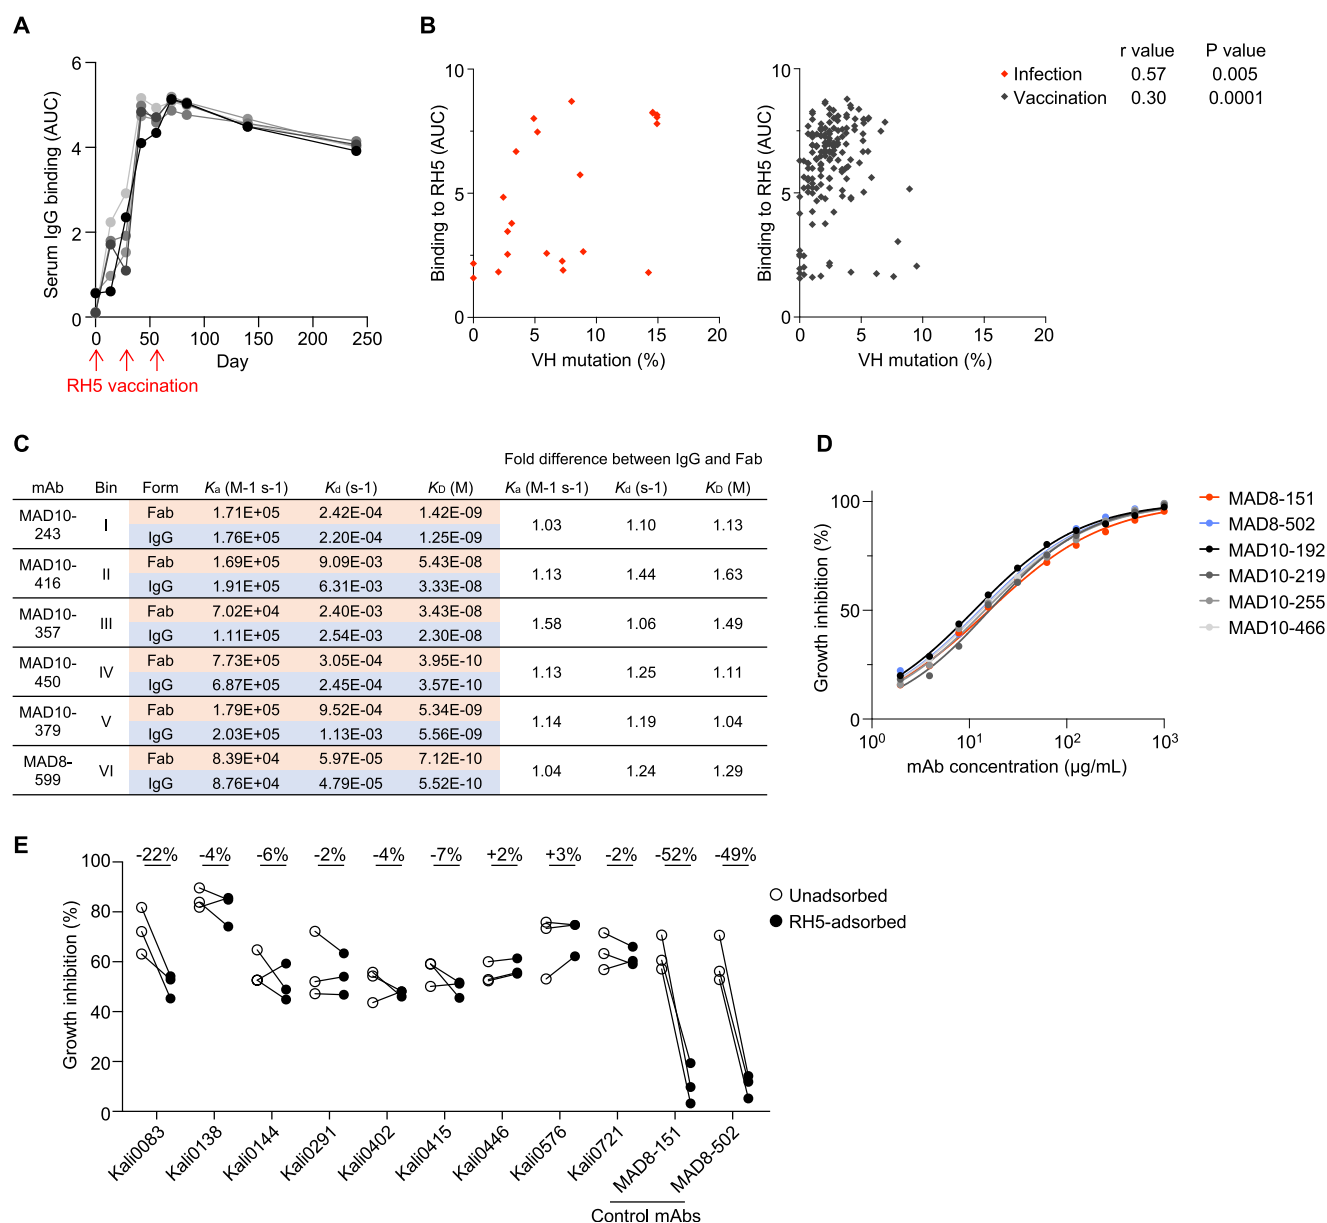 A
Serum IgG binding (AUC)
6
4
2
0
0 50 100 150 200 250
Day
RH5 vaccination
B
Binding to RH5 (AUC)
10
5
0
0 5 10 15 20
VH mutation (%)
Binding to RH5 (AUC)
10
5
0
0 5 10 15 20
VH mutation (%)
r value P value
Infection 0.57 0.005
Vaccination 0.30 0.0001
C
Fold difference between IgG and Fab
mAb Bin Form Ka (M-1 s-1) Kd (s-1) KD (M) Ka (M-1 s-1) Kd (s-1) KD (M)
MAD10-243 I Fab 1.71E+05 2.42E-04 1.42E-09 1.03 1.10 1.13
IgG 1.76E+05 2.20E-04 1.25E-09
MAD10-416 II Fab 1.69E+05 9.09E-03 5.43E-08 1.13 1.44 1.63
IgG 1.91E+05 6.31E-03 3.33E-08
MAD10-357 III Fab 7.02E+04 2.40E-03 3.43E-08 1.58 1.06 1.49
IgG 1.11E+05 2.54E-03 2.30E-08
MAD10-450 IV Fab 7.73E+05 3.05E-04 3.95E-10 1.13 1.25 1.11
IgG 6.87E+05 2.45E-04 3.57E-10
MAD10-379 V Fab 1.79E+05 9.52E-04 5.34E-09 1.14 1.19 1.04
IgG 2.03E+05 1.13E-03 5.56E-09
MAD8-599 VI Fab 8.39E+04 5.97E-05 7.12E-10 1.04 1.24 1.29
IgG 8.76E+04 4.79E-05 5.52E-10
D
Growth inhibition (%)
100
50
0
10⁰ 10¹ 10² 10³
mAb concentration (µg/mL)
MAD8-151
MAD8-502
MAD10-192
MAD10-219
MAD10-255
MAD10-466
E
-22% -4% -6% -2% -4% -7% +2% +3% -2% -52% -49%
Growth inhibition (%)
100
80
60
40
20
0
Unadsorbed
RH5-adsorbed
Kali0083 Kali0138 Kali0144 Kali0291 Kali0402 Kali0415 Kali0446 Kali0576 Kali0721 MAD8-151 MAD8-502
Control mAbs